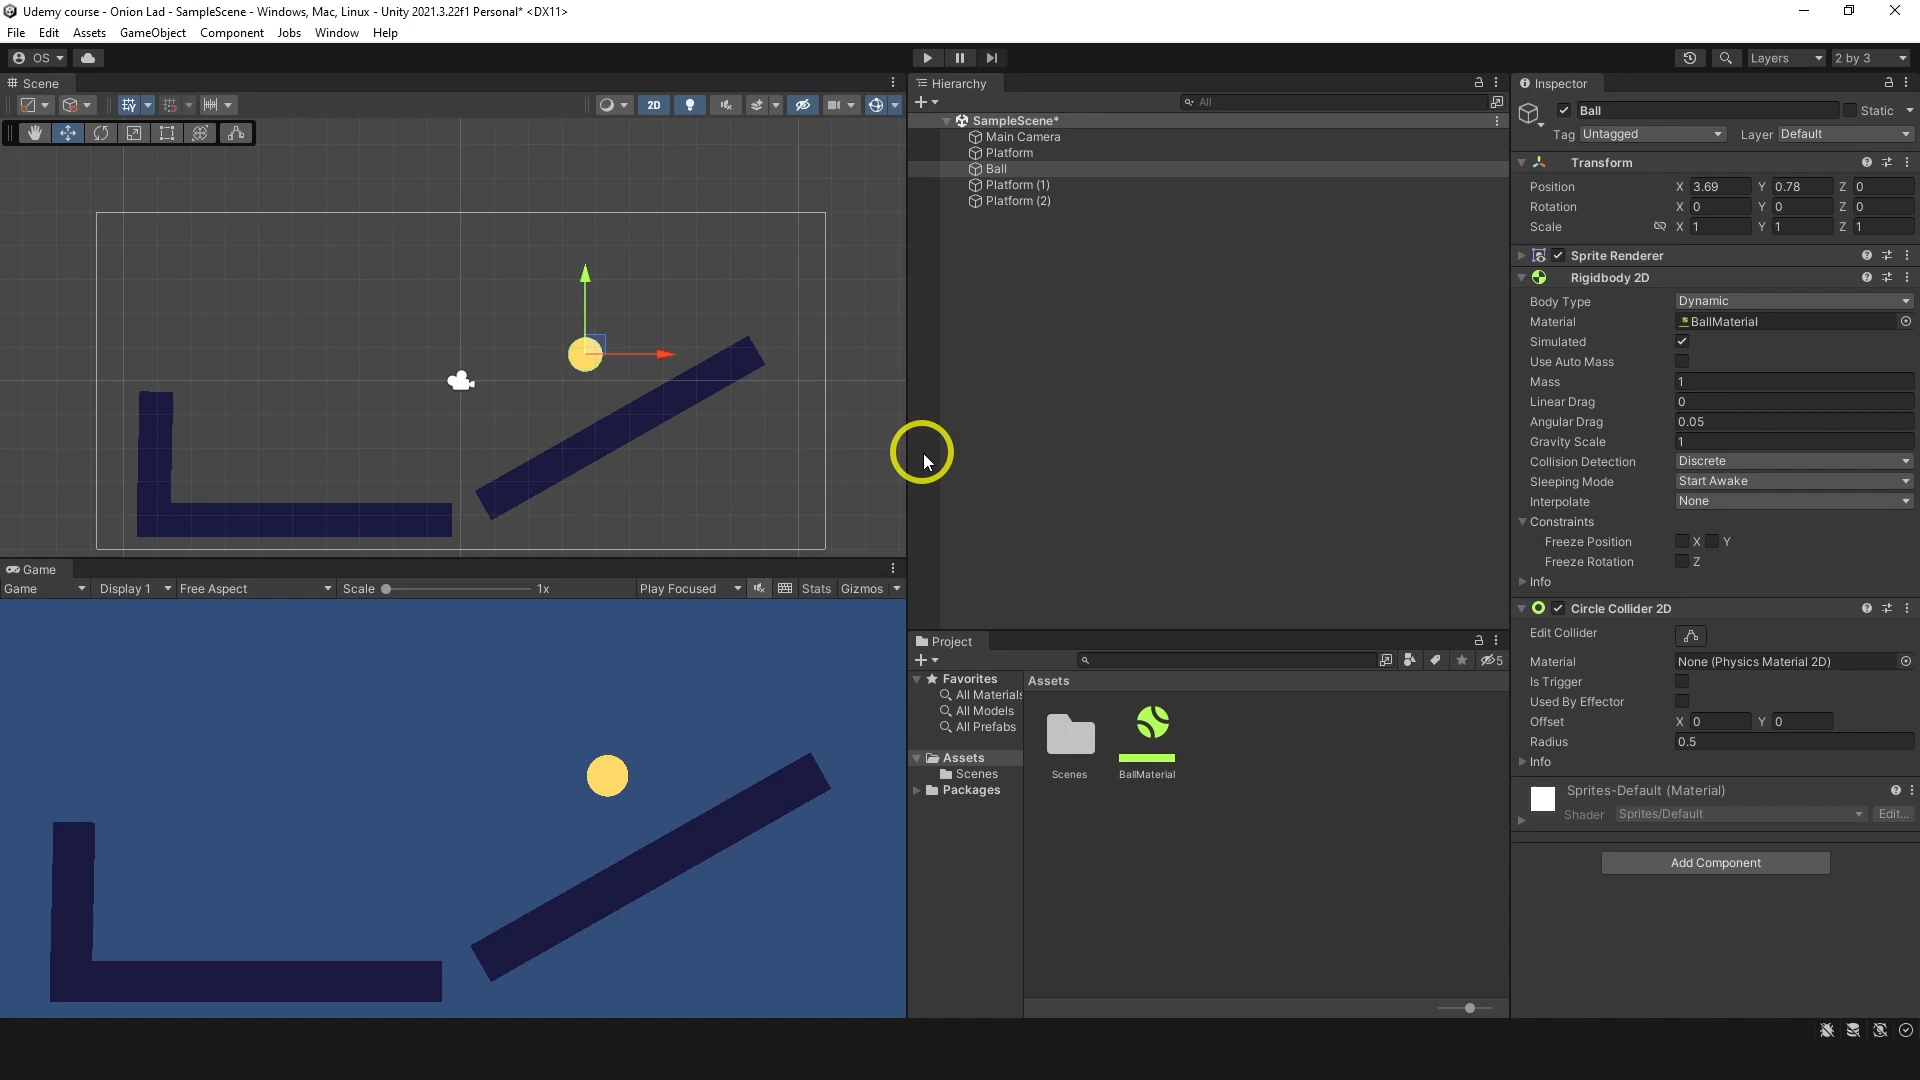 Udemy course - Onion Lad - SampleScene - Windows, Mac, Linux - Unity 2021.3.22f1 Personal* <DX11>
File Edit Assets GameObject Component Jobs Window Help
OS
Layers 2 by 3
Scene
2D
Game
Game Display 1 Free Aspect Scale 1x Play Focused Stats Gizmos
Hierarchy
All
SampleScene*
Main Camera
Platform
Ball
Platform (1)
Platform (2)
Project
5
Favorites
All Materials
All Models
All Prefabs
Assets
Scenes
Packages
Assets
Scenes BallMaterial
Inspector
Ball Static
Tag Untagged Layer Default
Transform
Position X 3.69 Y 0.78 Z 0
Rotation X 0 Y 0 Z 0
Scale X 1 Y 1 Z 1
Sprite Renderer
Rigidbody 2D
Body Type Dynamic
Material BallMaterial
Simulated
Use Auto Mass
Mass 1
Linear Drag 0
Angular Drag 0.05
Gravity Scale 1
Collision Detection Discrete
Sleeping Mode Start Awake
Interpolate None
Constraints
Freeze Position X Y
Freeze Rotation Z
Info
Circle Collider 2D
Edit Collider
Material None (Physics Material 2D)
Is Trigger
Used By Effector
Offset X 0 Y 0
Radius 0.5
Info
Sprites-Default (Material)
Shader Sprites/Default Edit...
Add Component